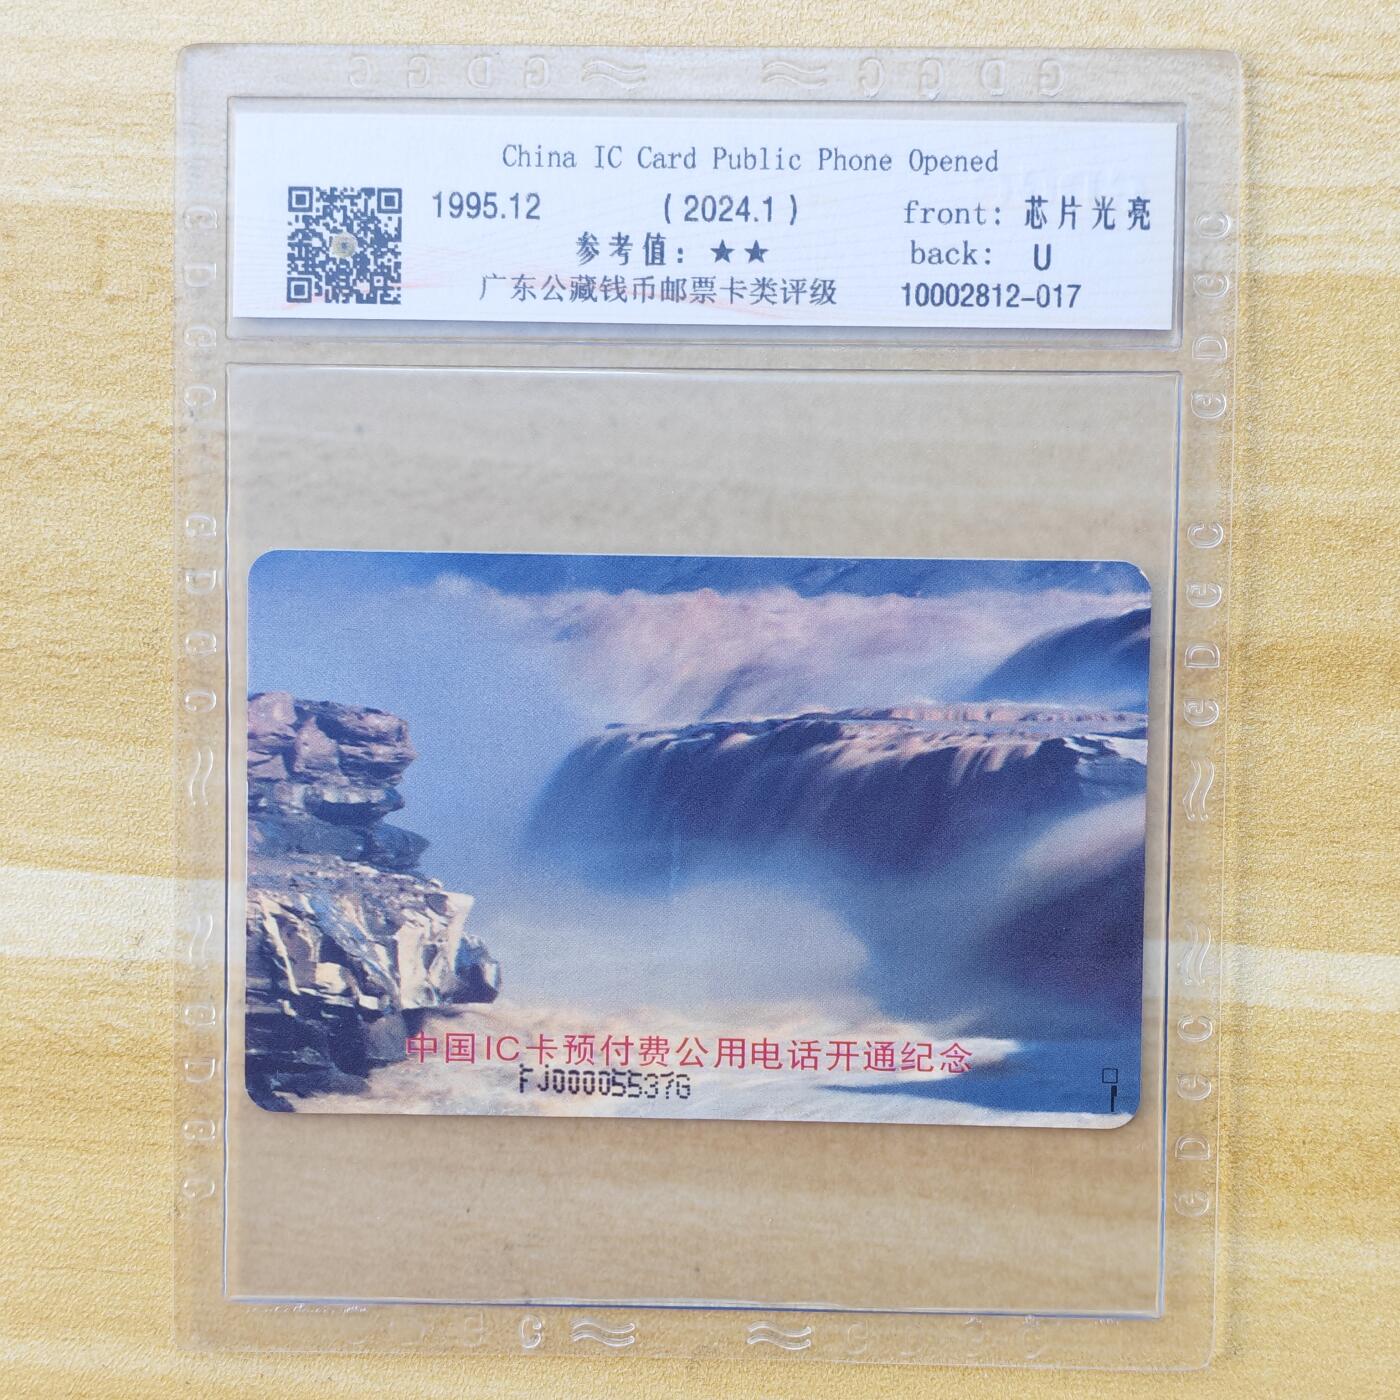 China IC Card Public Phone Opened
1995.12 (2024.1) front: 芯片光亮
参考值: ★★ back: U
广东公藏钱币邮票卡类评级 10002812-017
中国IC卡预付费公用电话开通纪念
FJ00005537G